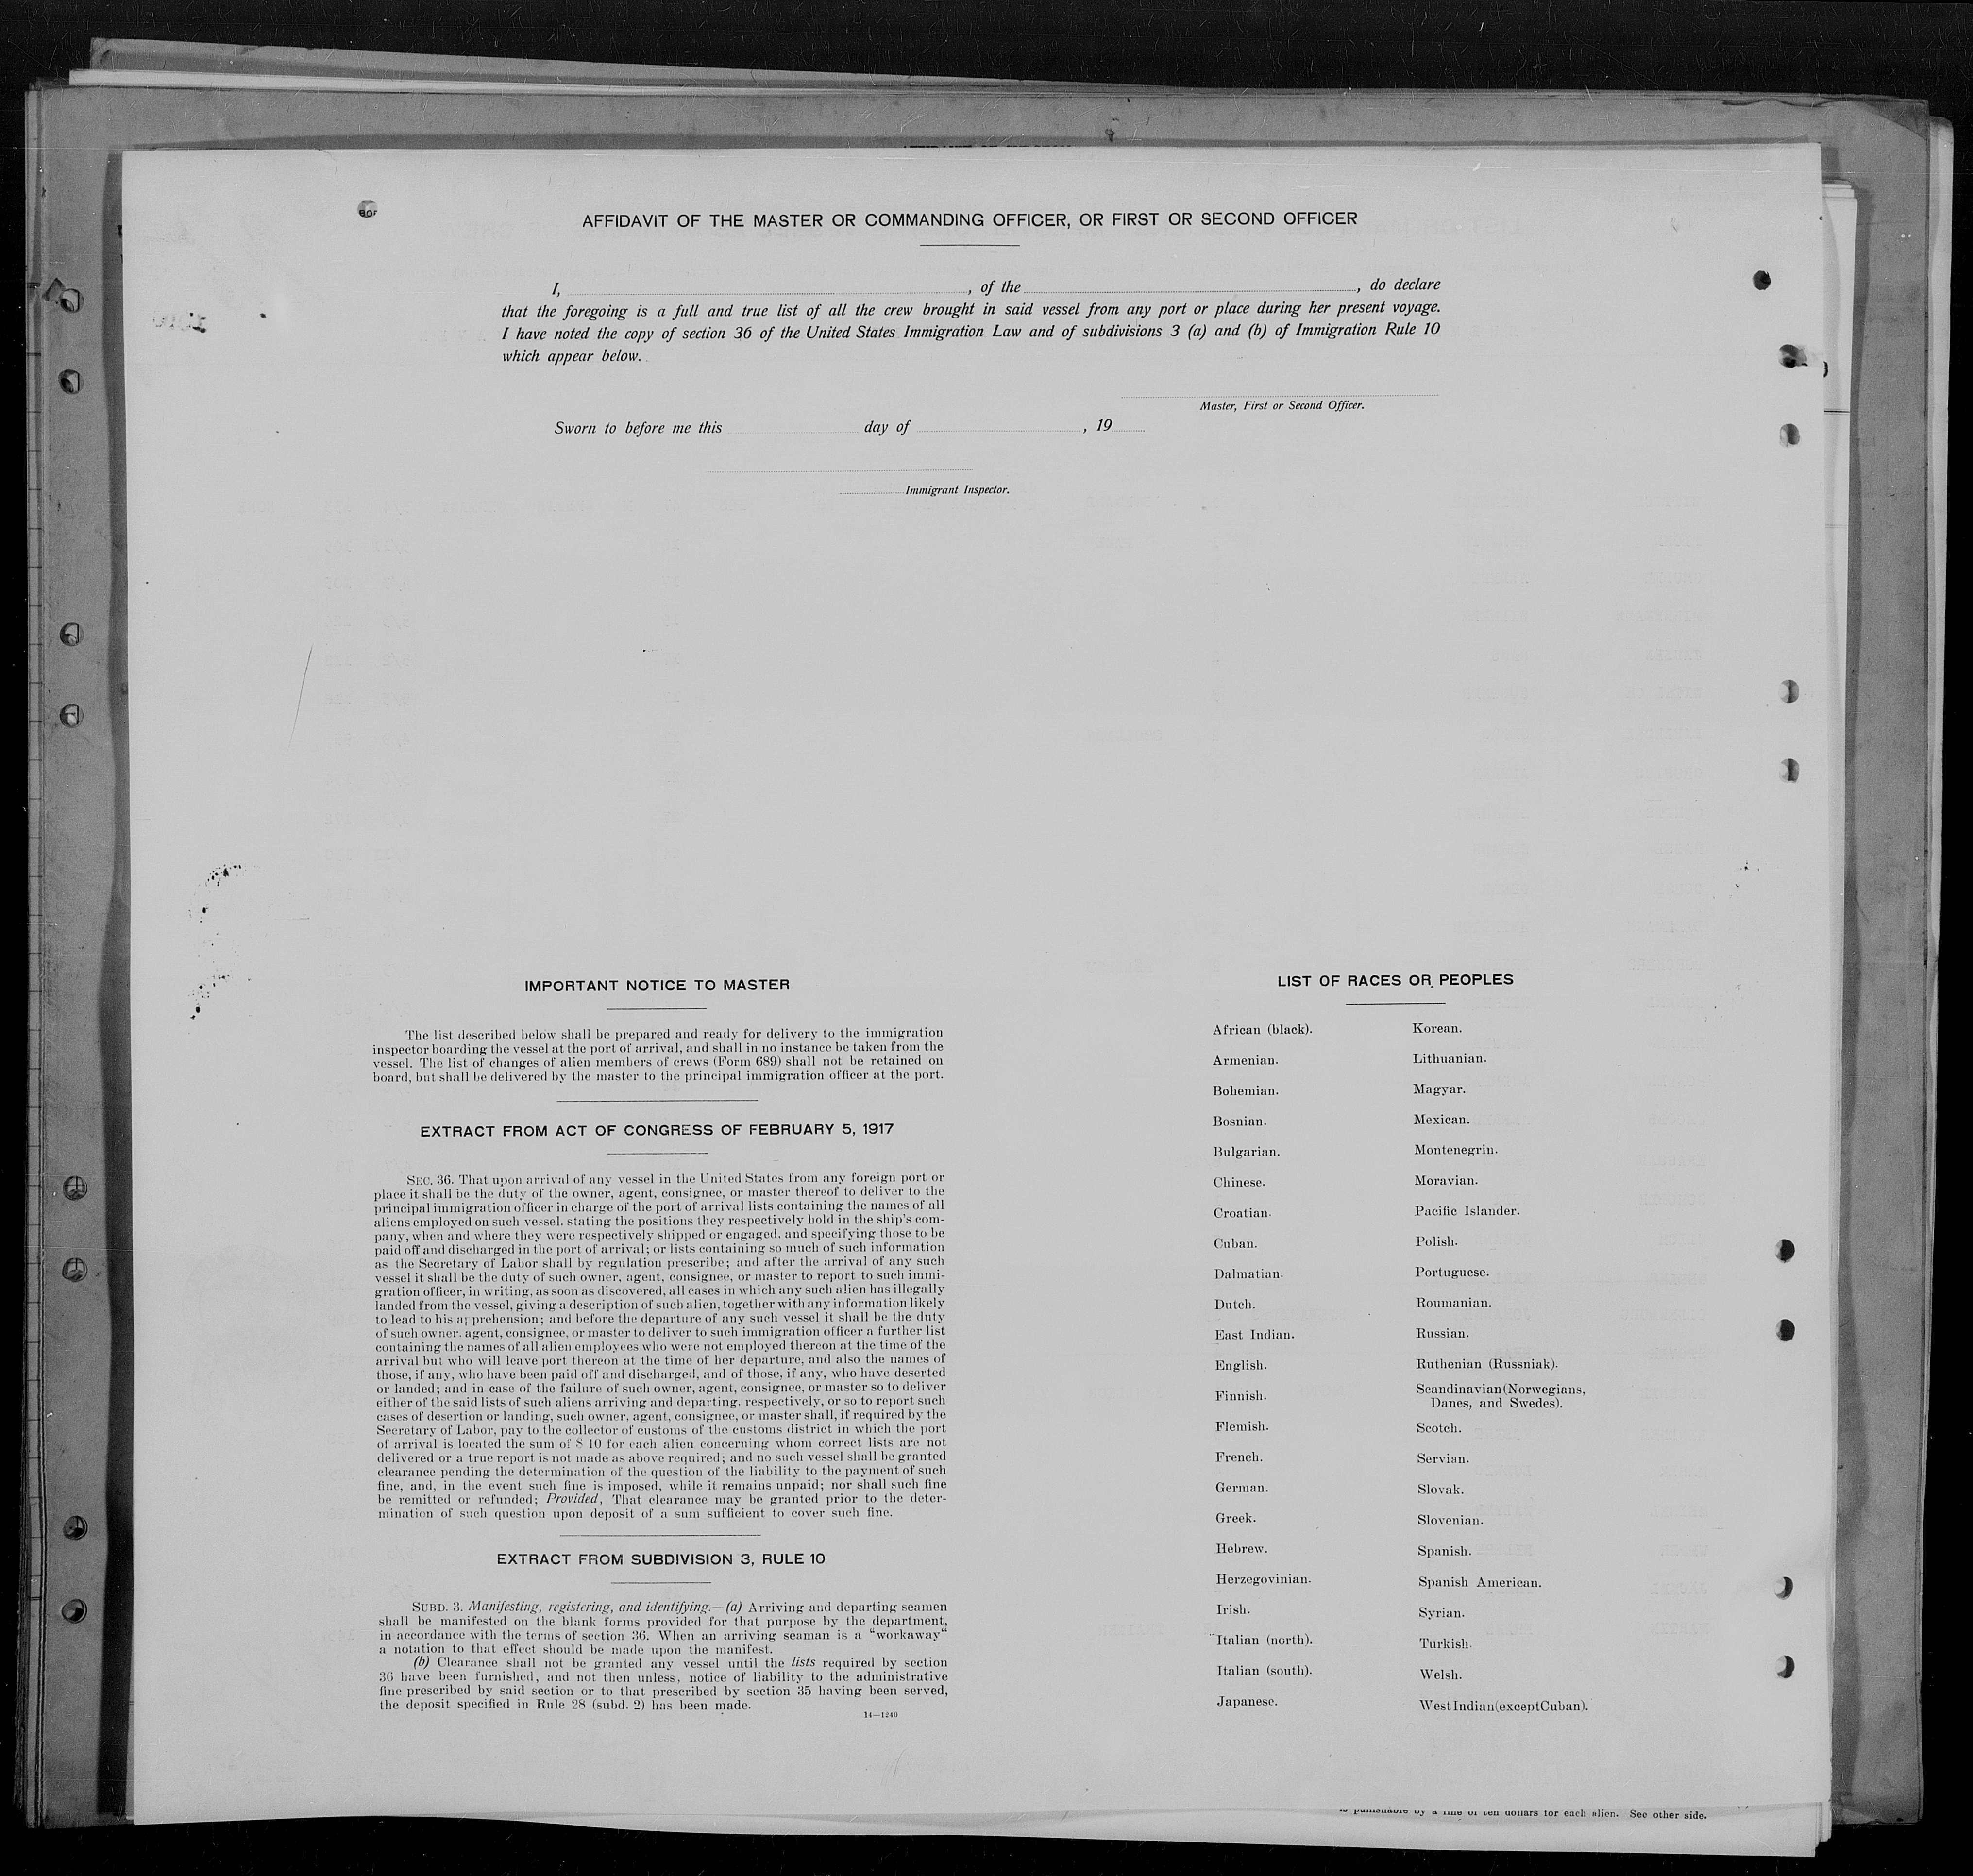 AFFIDAVIT OF THE MASTER OR COMMANDING OFFICER, OR FIRST OR SECOND OFFICER
I, , of the , do declare
that the foregoing is a full and true list of all the crew brought in said vessel from any port or place during her present voyage.
I have noted the copy of section 36 of the United States Immigration Law and of subdivisions 3 (a) and (b) of Immigration Rule 10
which appear below.
Master, First or Second Officer.
Sworn to before me this day of , 19
Immigrant Inspector.
IMPORTANT NOTICE TO MASTER
The list described below shall be prepared and ready for delivery to the immigration
inspector boarding the vessel at the port of arrival, and shall in no instance be taken from the
vessel. The list of changes of alien members of crews (Form 689) shall not be retained on
board, but shall be delivered by the master to the principal immigration officer at the port.
EXTRACT FROM ACT OF CONGRESS OF FEBRUARY 5, 1917
SEC. 36. That upon arrival of any vessel in the United States from any foreign port or
place it shall be the duty of the owner, agent, consignee, or master thereof to deliver to the
principal immigration officer in charge of the port of arrival lists containing the names of all
aliens employed on such vessel. stating the positions they respectively hold in the ship's com-
pany, when and where they were respectively shipped or engaged. and specifying those to be
paid off and discharged in the port of arrival; or lists containing so much of such information
as the Secretary of Labor shall by regulation prescribe; and after the arrival of any such
vessel it shall be the duty of such owner, agent, consignee, or master to report to such immi-
gration officer, in writing, as soon as discovered, all cases in which any such alien has illegally
landed from the vessel, giving a description of such alien, together with any information likely
to lead to his a prehension; and before the departure of any such vessel it shall be the duty
of such owner. agent, consignee, or master to deliver to such immigration officer a further list
containing the names of all alien employees who were not employed thereon at the time of the
arrival but who will leave port thereon at the time of her departure, and also the names of
those, if any, who have been paid off and discharged, and of those, if any, who have deserted
or landed; and in case of the failure of such owner, agent, consignee, or master so to deliver
either of the said lists of such aliens arriving and departing. respectively, or so to report such
cases of desertion or landing, such owner. agent, consignee, or master shall, if required by the
Secretary of Labor, pay to the collector of customs of the customs district in which the port
of arrival is located the sum of $ 10 for each alien concerning whom correct lists are not
delivered or a true report is not made as above required; and no such vessel shall be granted
clearance pending the determination of the question of the liability to the payment of such
fine, and, in the event such fine is imposed, while it remains unpaid; nor shall such fine
be remitted or refunded; Provided, That clearance may be granted prior to the deter-
mination of such question upon deposit of a sum sufficient to cover such fine.
EXTRACT FROM SUBDIVISION 3, RULE 10
SUBD. 3. Manifesting, registering, and identifying.—(a) Arriving and departing seamen
shall be manifested on the blank forms provided for that purpose by the department,
in accordance with the terms of section 36. When an arriving seaman is a "workaway"
a notation to that effect should be made upon the manifest.
(b) Clearance shall not be granted any vessel until the lists required by section
36 have been furnished, and not then unless, notice of liability to the administrative
fine prescribed by said section or to that prescribed by section 35 having been served,
the deposit specified in Rule 28 (subd. 2) has been made.
14—1240
LIST OF RACES OR PEOPLES
African (black).
Armenian.
Bohemian.
Bosnian.
Bulgarian.
Chinese.
Croatian.
Cuban.
Dalmatian.
Dutch.
East Indian.
English.
Finnish.
Flemish.
French.
German.
Greek.
Hebrew.
Herzegovinian.
Irish.
Italian (north).
Italian (south).
Japanese.
Korean.
Lithuanian.
Magyar.
Mexican.
Montenegrin.
Moravian.
Pacific Islander.
Polish.
Portuguese.
Roumanian.
Russian.
Ruthenian (Russniak).
Scandinavian (Norwegians,
Danes, and Swedes).
Scotch.
Servian.
Slovak.
Slovenian.
Spanish.
Spanish American.
Syrian.
Turkish.
Welsh.
West Indian (except Cuban).
is punishable by a fine of ten dollars for each alien. See other side.